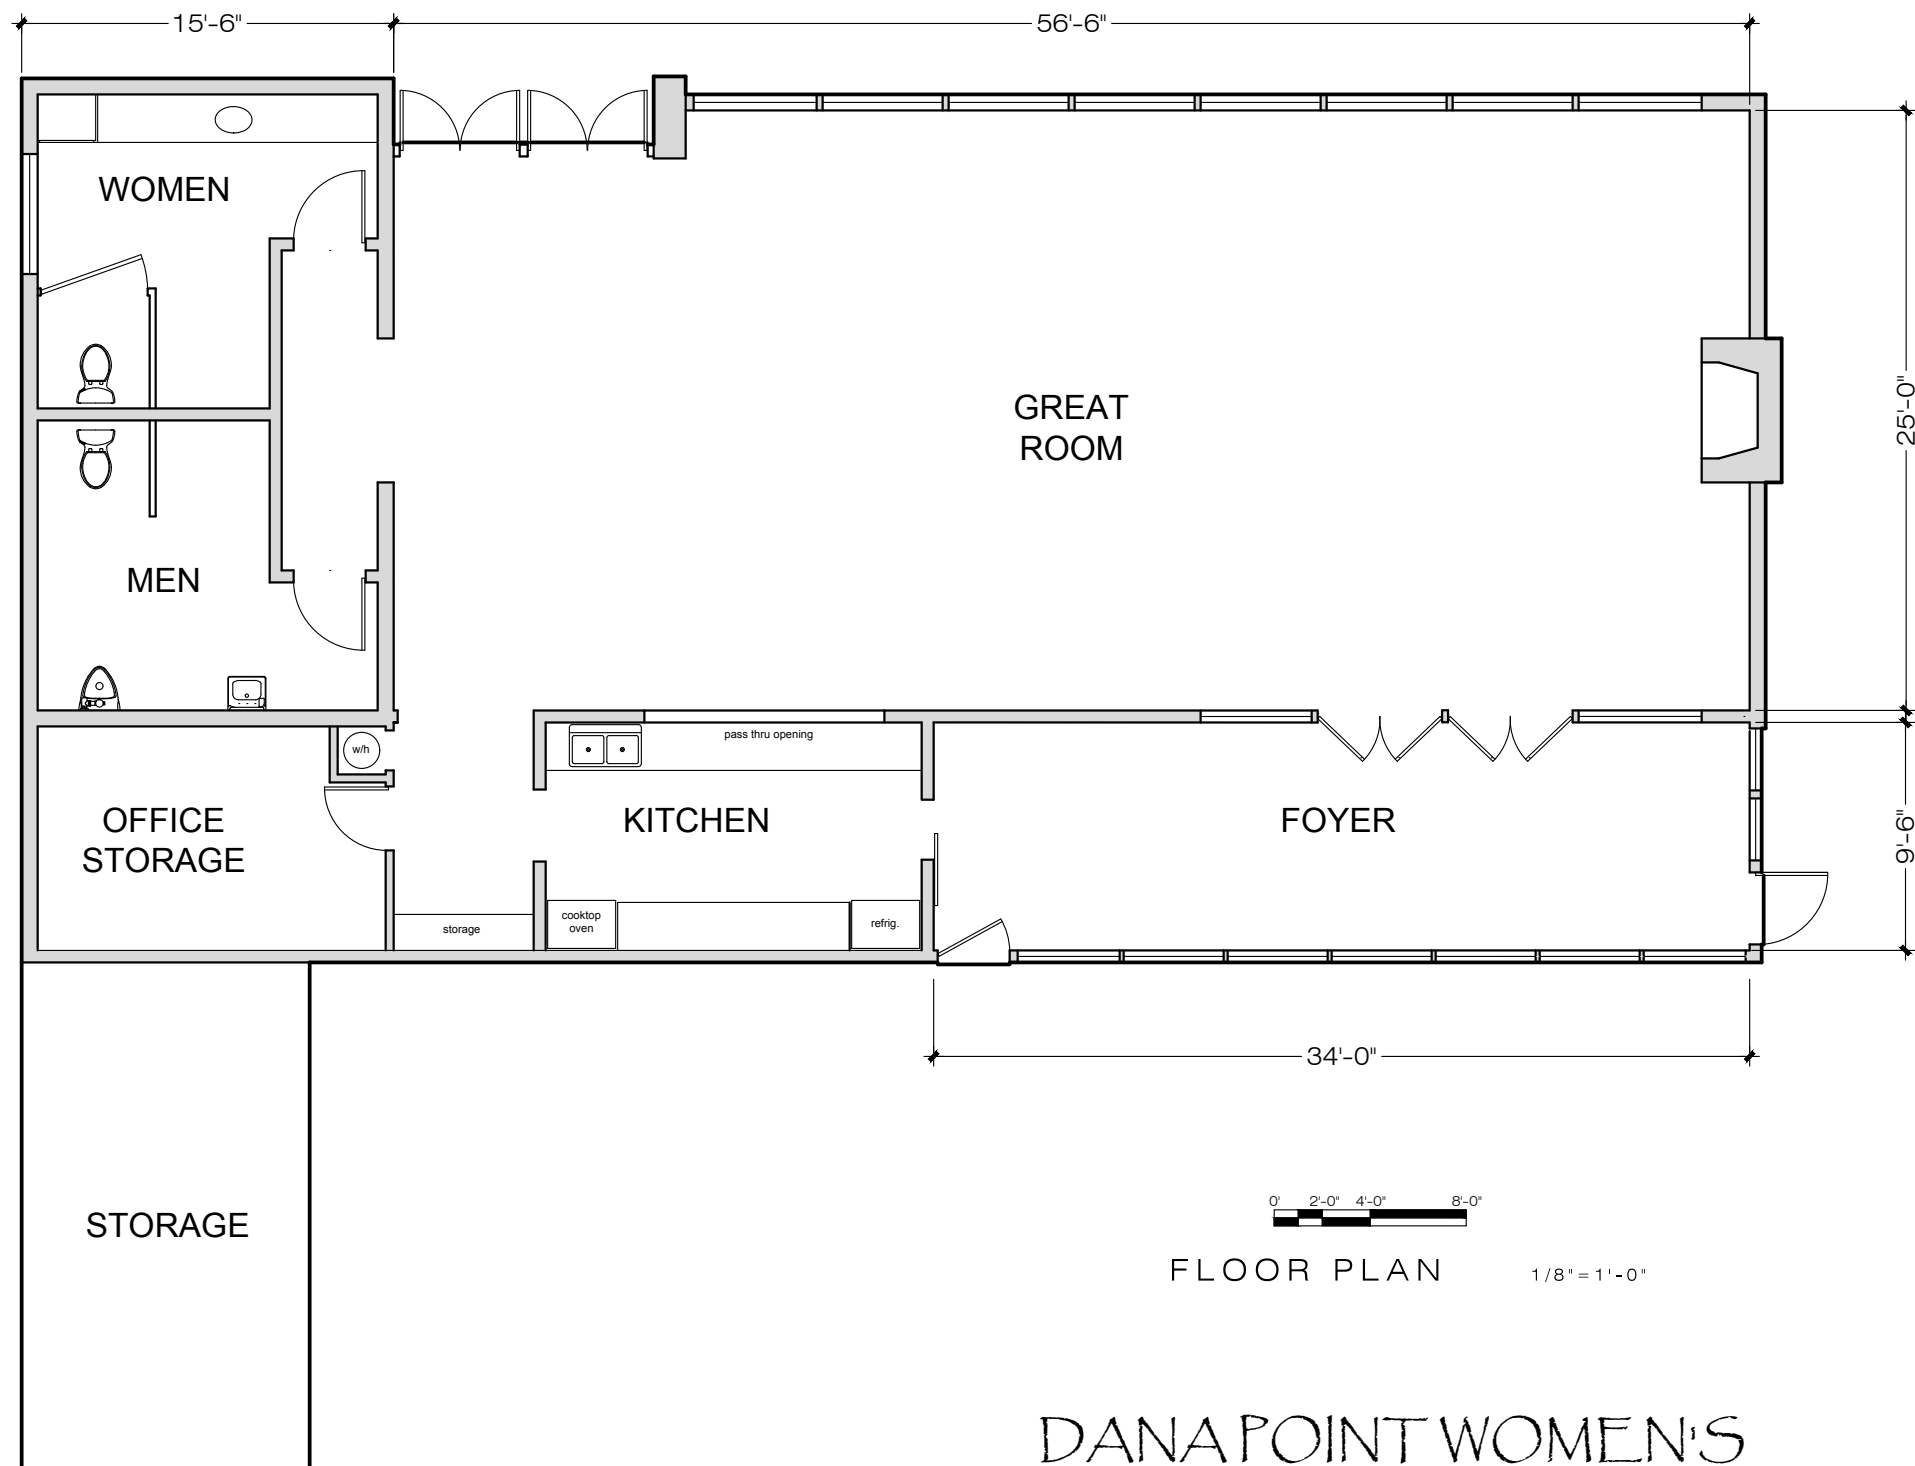 15'-6"
56'-6"
WOMEN
GREAT
ROOM
25'-0"
MEN
w/h
pass thru opening
OFFICE
STORAGE
KITCHEN
FOYER
9'-6"
cooktop
oven
refrig.
storage
34'-0"
STORAGE
0' 2'-0" 4'-0" 8'-0"
FLOOR PLAN 1/8"=1'-0"
DANA POINT WOMEN'S